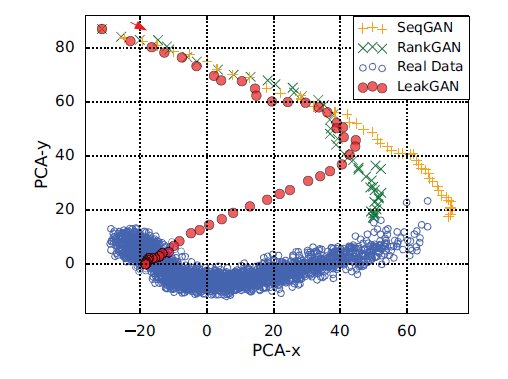 SeqGAN
RankGAN
Real Data
LeakGAN
80
60
40
20
0
PCA-y
−20 0 20 40 60
PCA-x